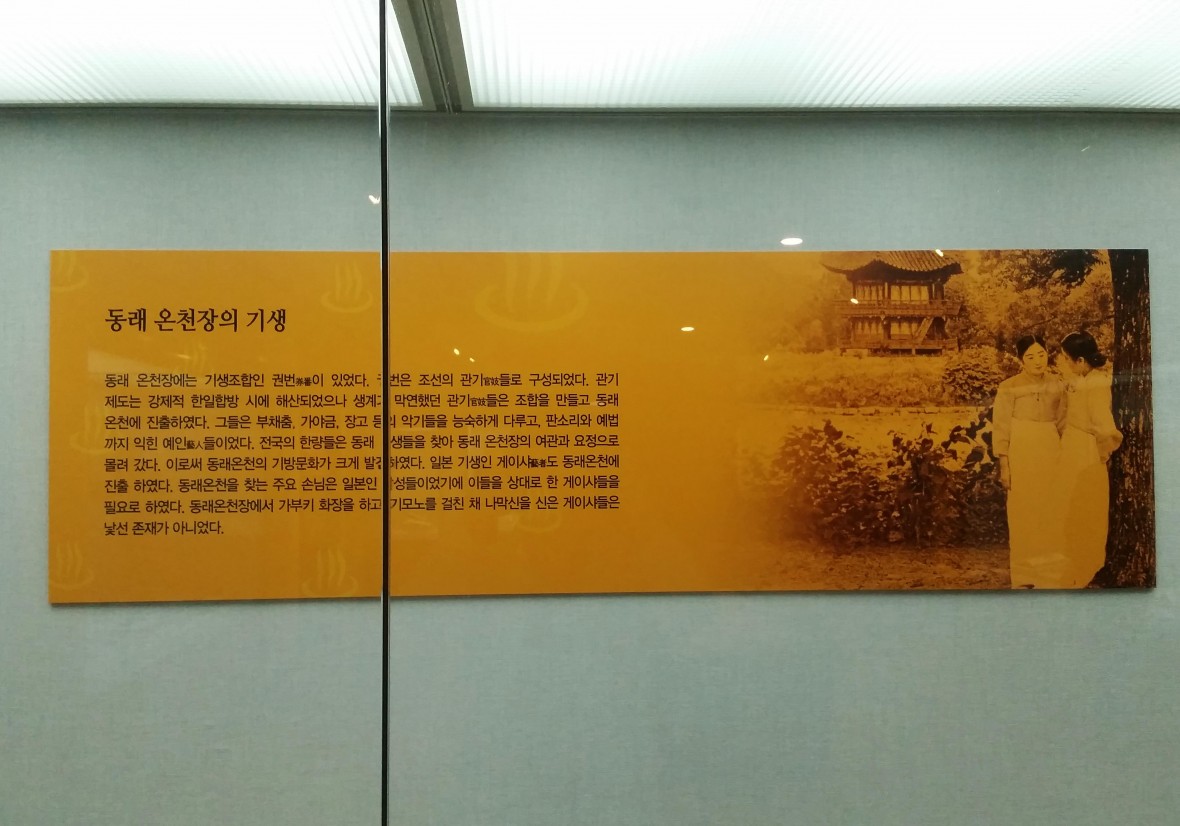 동래 온천장의 기생
동래 온천장에는 기생조합인 권번券番이 있었다. 권번은 조선의 관기官妓들로 구성되었다. 관기
제도는 강제적 한일합방 시에 해산되었으나 생계가 막연했던 관기官妓들은 조합을 만들고 동래
온천에 진출하였다. 그들은 부채춤, 가야금, 장고 등의 악기들을 능숙하게 다루고, 판소리와 예법
까지 익힌 예인藝人들이었다. 전국의 한량들은 동래 기생들을 찾아 동래 온천장의 여관과 요정으로
몰려 갔다. 이로써 동래온천의 기방문화가 크게 발전하였다. 일본 기생인 게이샤藝者도 동래온천에
진출 하였다. 동래온천을 찾는 주요 손님은 일본인 남성들이었기에 이들을 상대로 한 게이샤들을
필요로 하였다. 동래온천장에서 가부키 화장을 하고 기모노를 걸친 채 나막신을 신은 게이샤들은
낯선 존재가 아니었다.